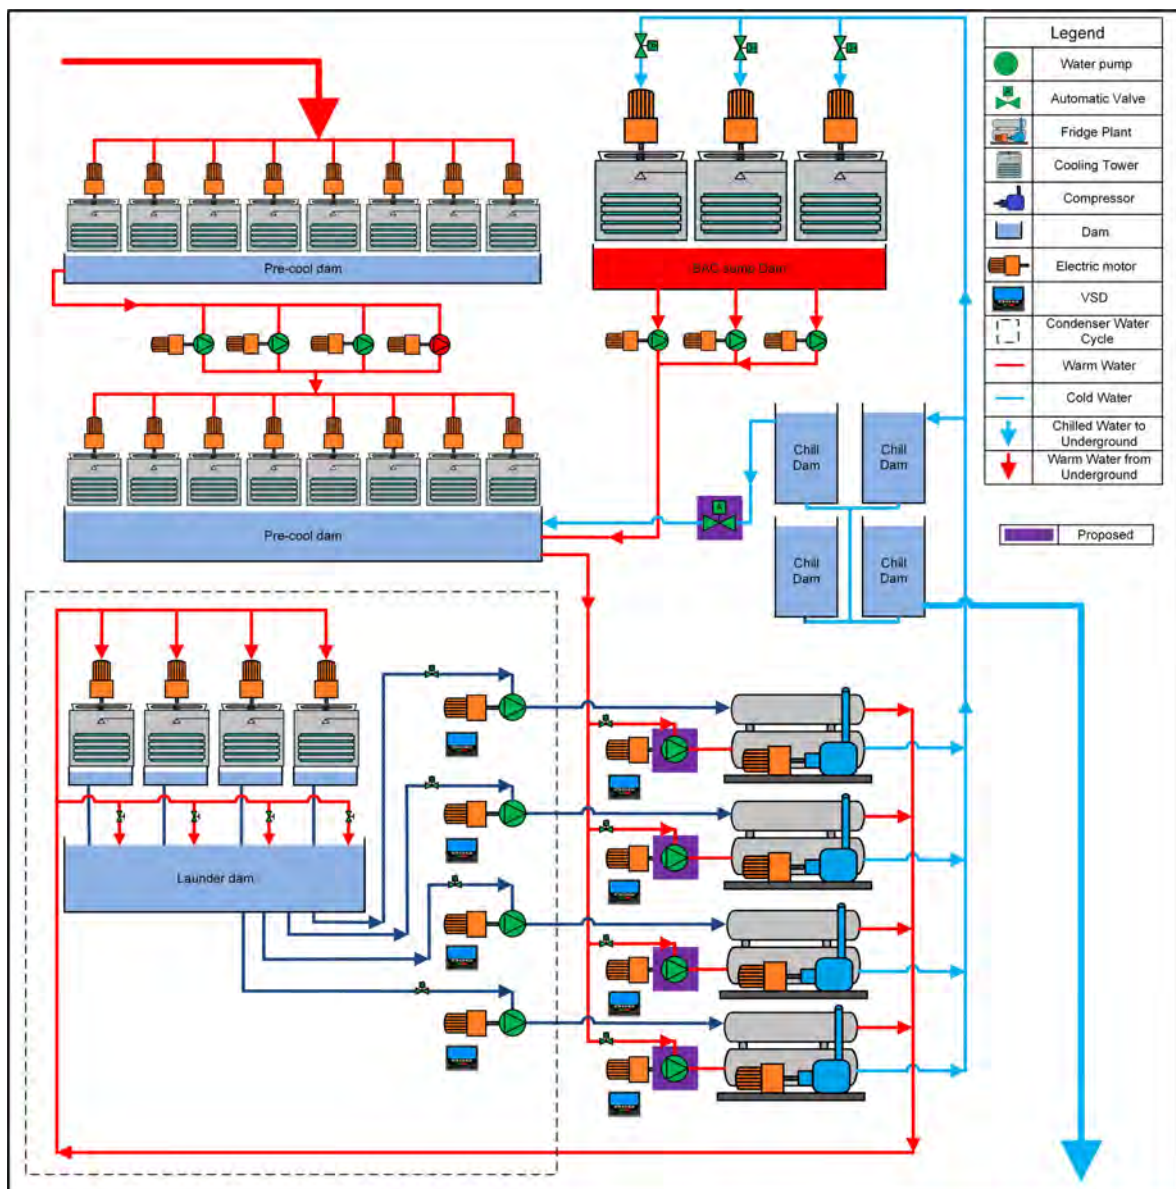 Legend
Water pump
Automatic Valve
Fridge Plant
Cooling Tower
Compressor
Dam
Electric motor
VSD
Condenser Water
Cycle
Warm Water
Cold Water
Chilled Water to
Underground
Warm Water from
Underground
Proposed
Pre-cool dam
BAC sump Dam
Pre-cool dam
Chill
Dam
Chill
Dam
Chill
Dam
Chill
Dam
Launder dam